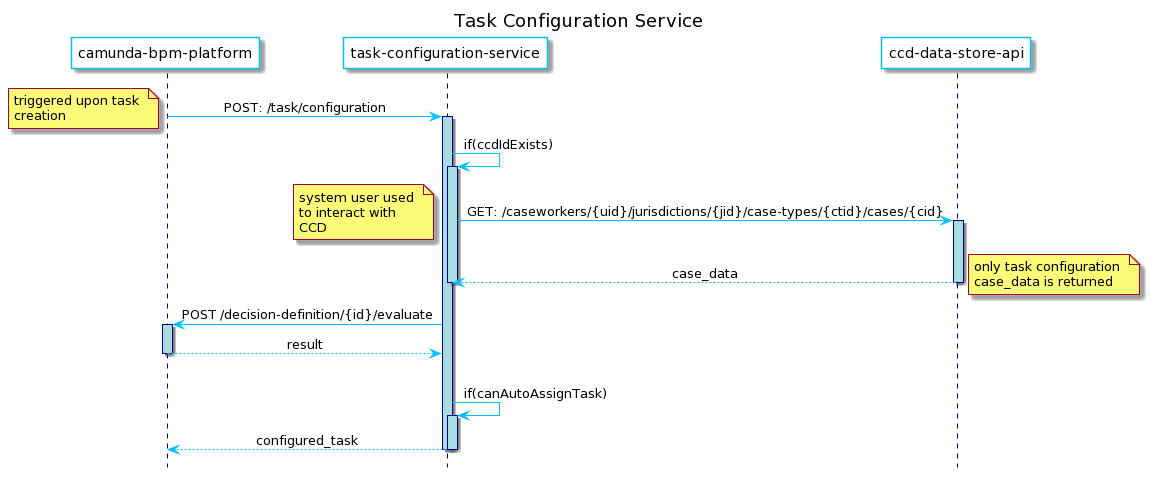 Task Configuration Service
camunda-bpm-platform
task-configuration-service
ccd-data-store-api
triggered upon task
creation
POST: /task/configuration
if(ccdIdExists)
system user used
to interact with
CCD
GET: /caseworkers/{uid}/jurisdictions/{jid}/case-types/{ctid}/cases/{cid}
only task configuration
case_data is returned
case_data
POST /decision-definition/{id}/evaluate
result
if(canAutoAssignTask)
configured_task